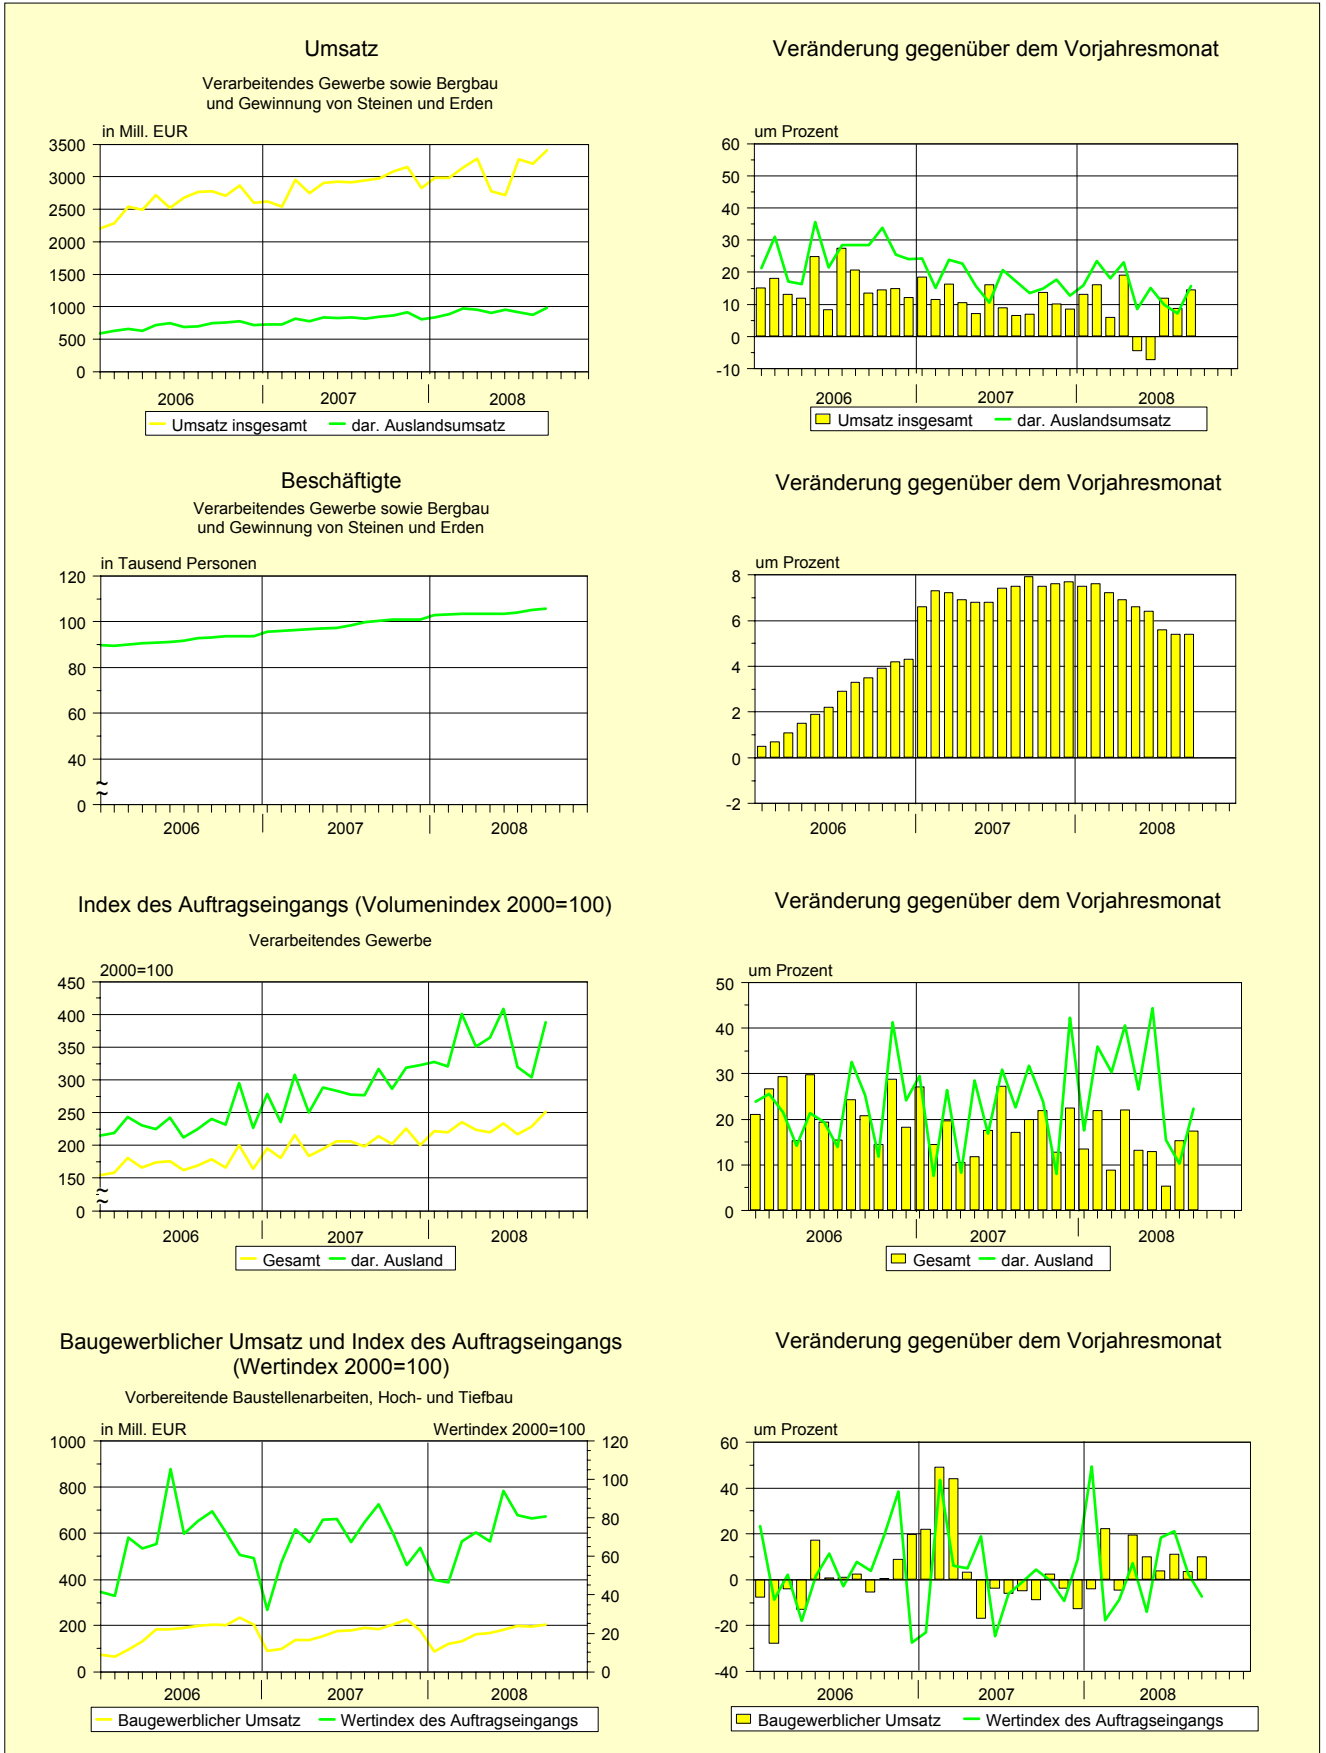 Umsatz
Verarbeitendes Gewerbe sowie Bergbau
und Gewinnung von Steinen und Erden
in Mill. EUR
3500
3000
2500
2000
1500
1000
500
0
2006
2007
2008
Umsatz insgesamt
dar. Auslandsumsatz
Veränderung gegenüber dem Vorjahresmonat
um Prozent
60
50
40
30
20
10
0
-10
2006
2007
2008
Umsatz insgesamt
dar. Auslandsumsatz
Beschäftigte
Verarbeitendes Gewerbe sowie Bergbau
und Gewinnung von Steinen und Erden
in Tausend Personen
120
100
80
60
40
0
2006
2007
2008
Veränderung gegenüber dem Vorjahresmonat
um Prozent
8
6
4
2
0
-2
2006
2007
2008
Index des Auftragseingangs (Volumenindex 2000=100)
Verarbeitendes Gewerbe
2000=100
450
400
350
300
250
200
150
0
2006
2007
2008
Gesamt
dar. Ausland
Veränderung gegenüber dem Vorjahresmonat
um Prozent
50
40
30
20
10
0
2006
2007
2008
Gesamt
dar. Ausland
Baugewerblicher Umsatz und Index des Auftragseingangs
(Wertindex 2000=100)
Vorbereitende Baustellenarbeiten, Hoch- und Tiefbau
in Mill. EUR
Wertindex 2000=100
1000
800
600
400
200
0
120
100
80
60
40
20
0
2006
2007
2008
Baugewerblicher Umsatz
Wertindex des Auftragseingangs
Veränderung gegenüber dem Vorjahresmonat
um Prozent
60
40
20
0
-20
-40
2006
2007
2008
Baugewerblicher Umsatz
Wertindex des Auftragseingangs